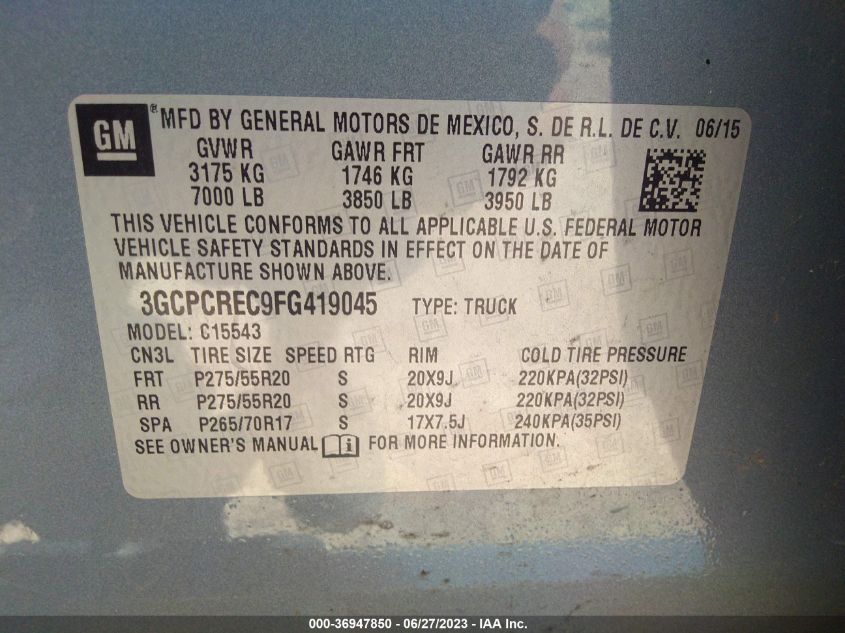 GM ® MFD BY GENERAL MOTORS DE MEXICO, S. DE R.L. DE C.V. 06/15
GVWR GAWR FRT GAWR RR
3175 KG 1746 KG 1792 KG
7000 LB 3850 LB 3950 LB
THIS VEHICLE CONFORMS TO ALL APPLICABLE U.S. FEDERAL MOTOR
VEHICLE SAFETY STANDARDS IN EFFECT ON THE DATE OF
MANUFACTURE SHOWN ABOVE.
3GCPCREC9FG419045 TYPE: TRUCK
MODEL: C15543
CN3L TIRE SIZE SPEED RTG RIM COLD TIRE PRESSURE
FRT P275/55R20 S 20X9J 220KPA(32PSI)
RR P275/55R20 S 20X9J 220KPA(32PSI)
SPA P265/70R17 S 17X7.5J 240KPA(35PSI)
SEE OWNER'S MANUAL FOR MORE INFORMATION.
000-36947850 - 06/27/2023 - IAA Inc.